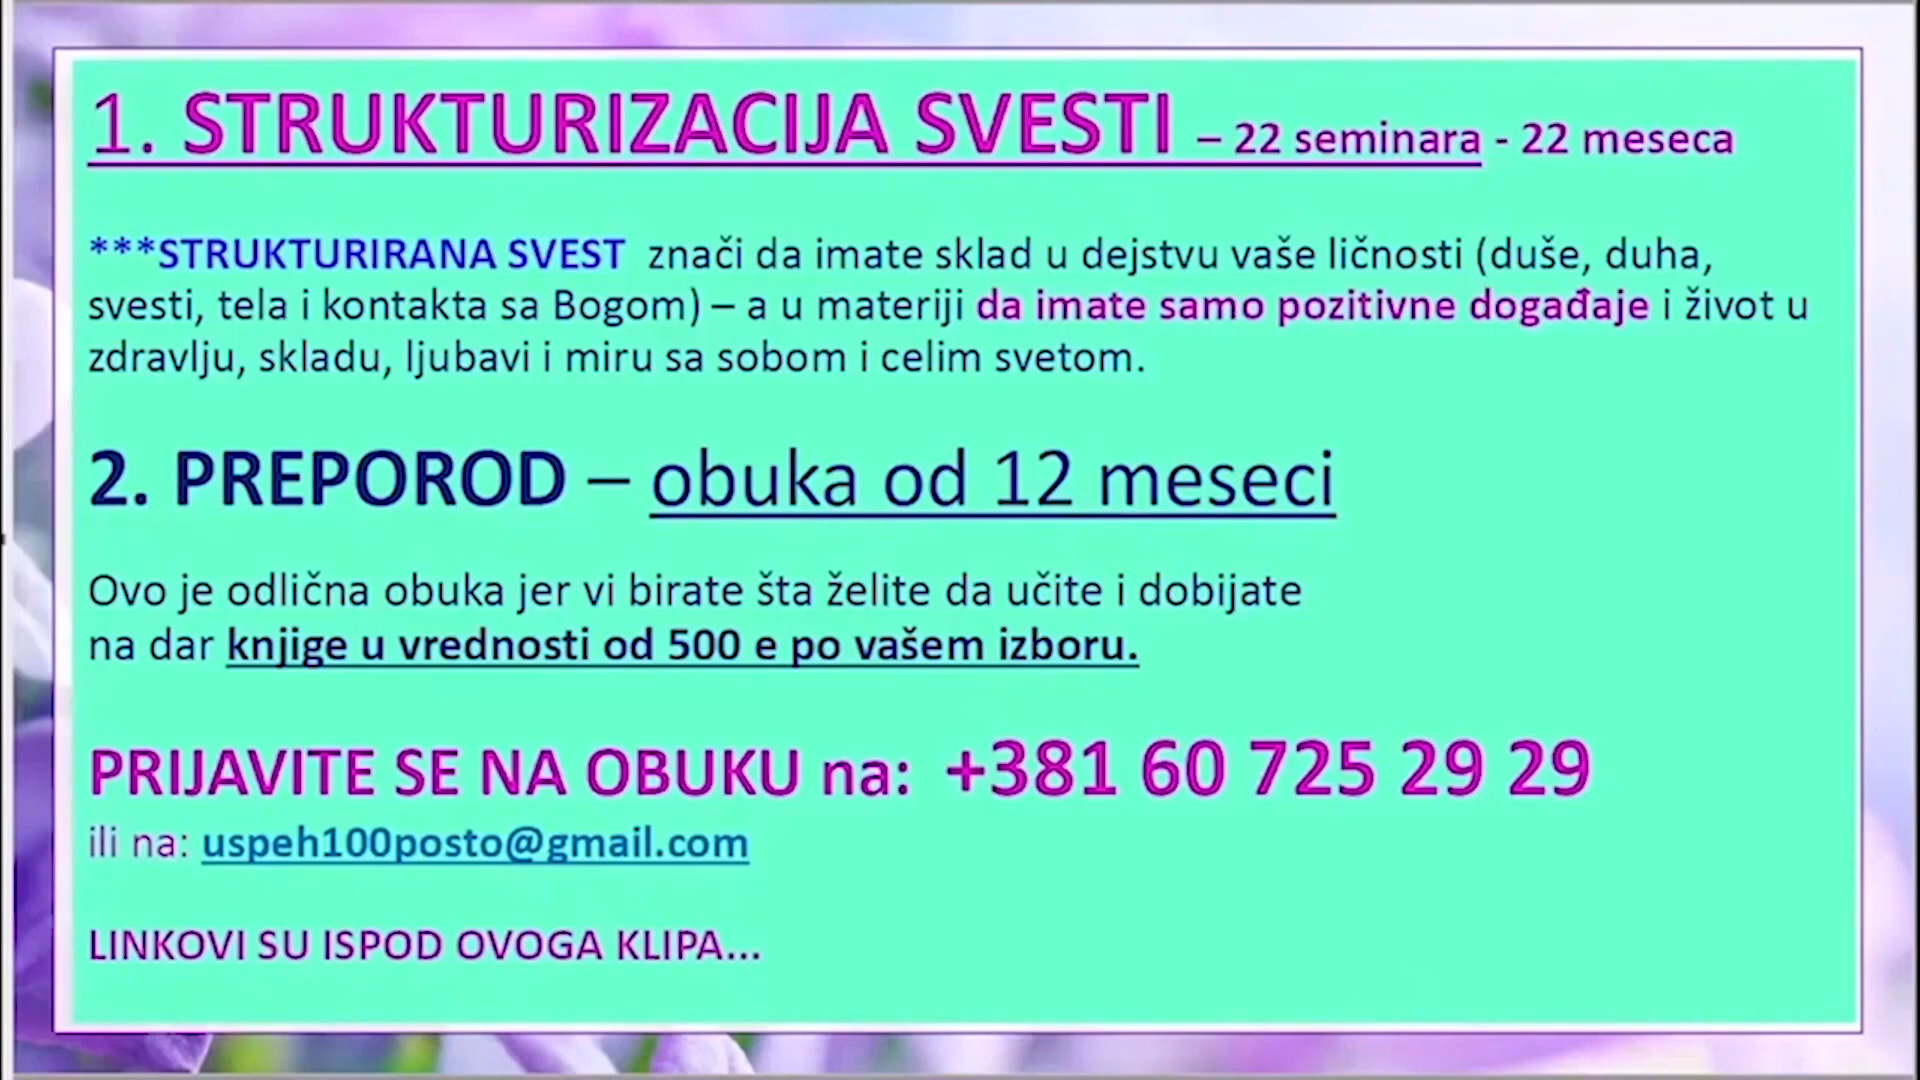 1. STRUKTURIZACIJA SVESTI – 22 seminara - 22 meseca
***STRUKTURIRANA SVEST znači da imate sklad u dejstvu vaše ličnosti (duše, duha,
svesti, tela i kontakta sa Bogom) – a u materiji da imate samo pozitivne događaje i život u
zdravlju, skladu, ljubavi i miru sa sobom i celim svetom.
2. PREPOROD – obuka od 12 meseci
Ovo je odlična obuka jer vi birate šta želite da učite i dobijate
na dar knjige u vrednosti od 500 e po vašem izboru.
PRIJAVITE SE NA OBUKU na: +381 60 725 29 29
ili na: uspeh100posto@gmail.com
LINKOVI SU ISPOD OVOGA KLIPA...